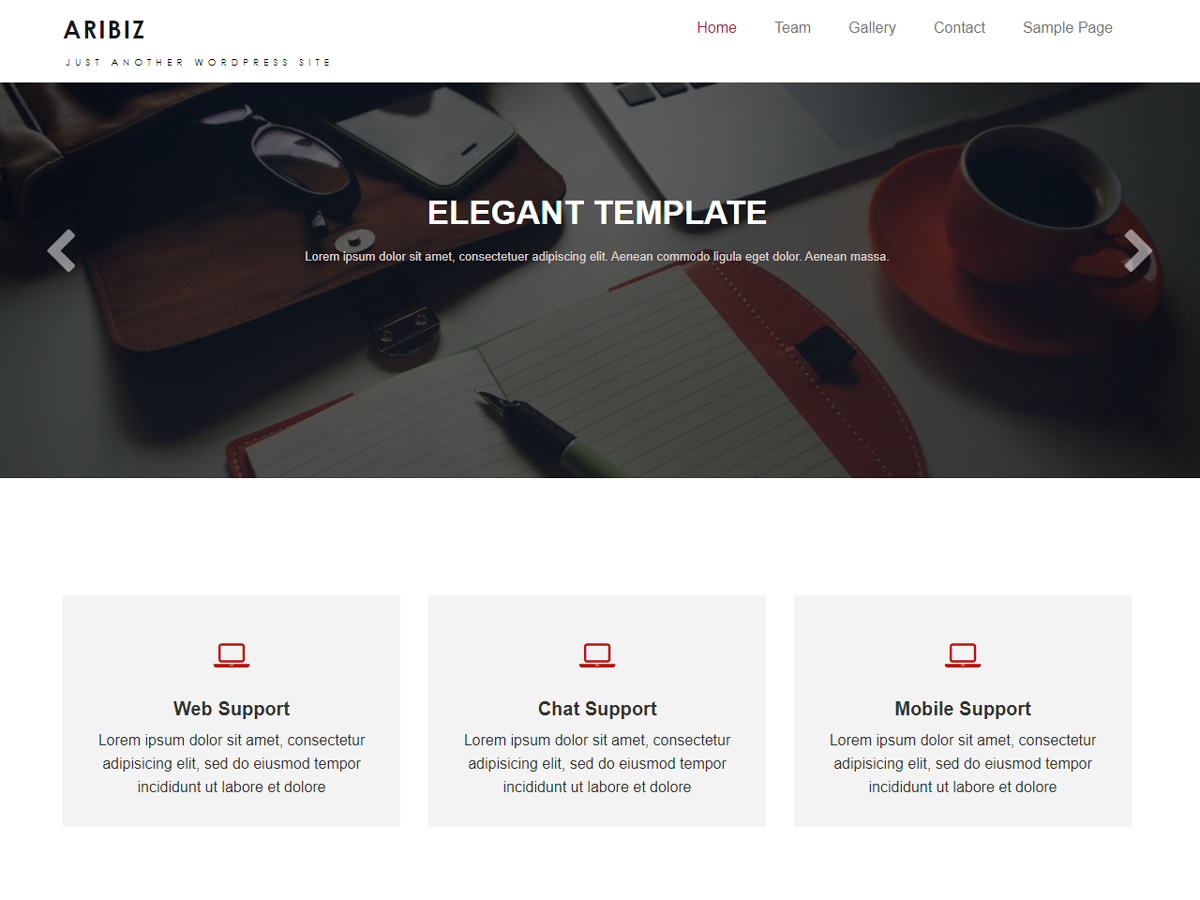 ARIBIZ
JUST ANOTHER WORDPRESS SITE
Home Team Gallery Contact Sample Page
ELEGANT TEMPLATE
Lorem ipsum dolor sit amet, consectetuer adipiscing elit. Aenean commodo ligula eget dolor. Aenean massa.
Web Support
Lorem ipsum dolor sit amet, consectetur
adipisicing elit, sed do eiusmod tempor
incididunt ut labore et dolore
Chat Support
Lorem ipsum dolor sit amet, consectetur
adipisicing elit, sed do eiusmod tempor
incididunt ut labore et dolore
Mobile Support
Lorem ipsum dolor sit amet, consectetur
adipisicing elit, sed do eiusmod tempor
incididunt ut labore et dolore